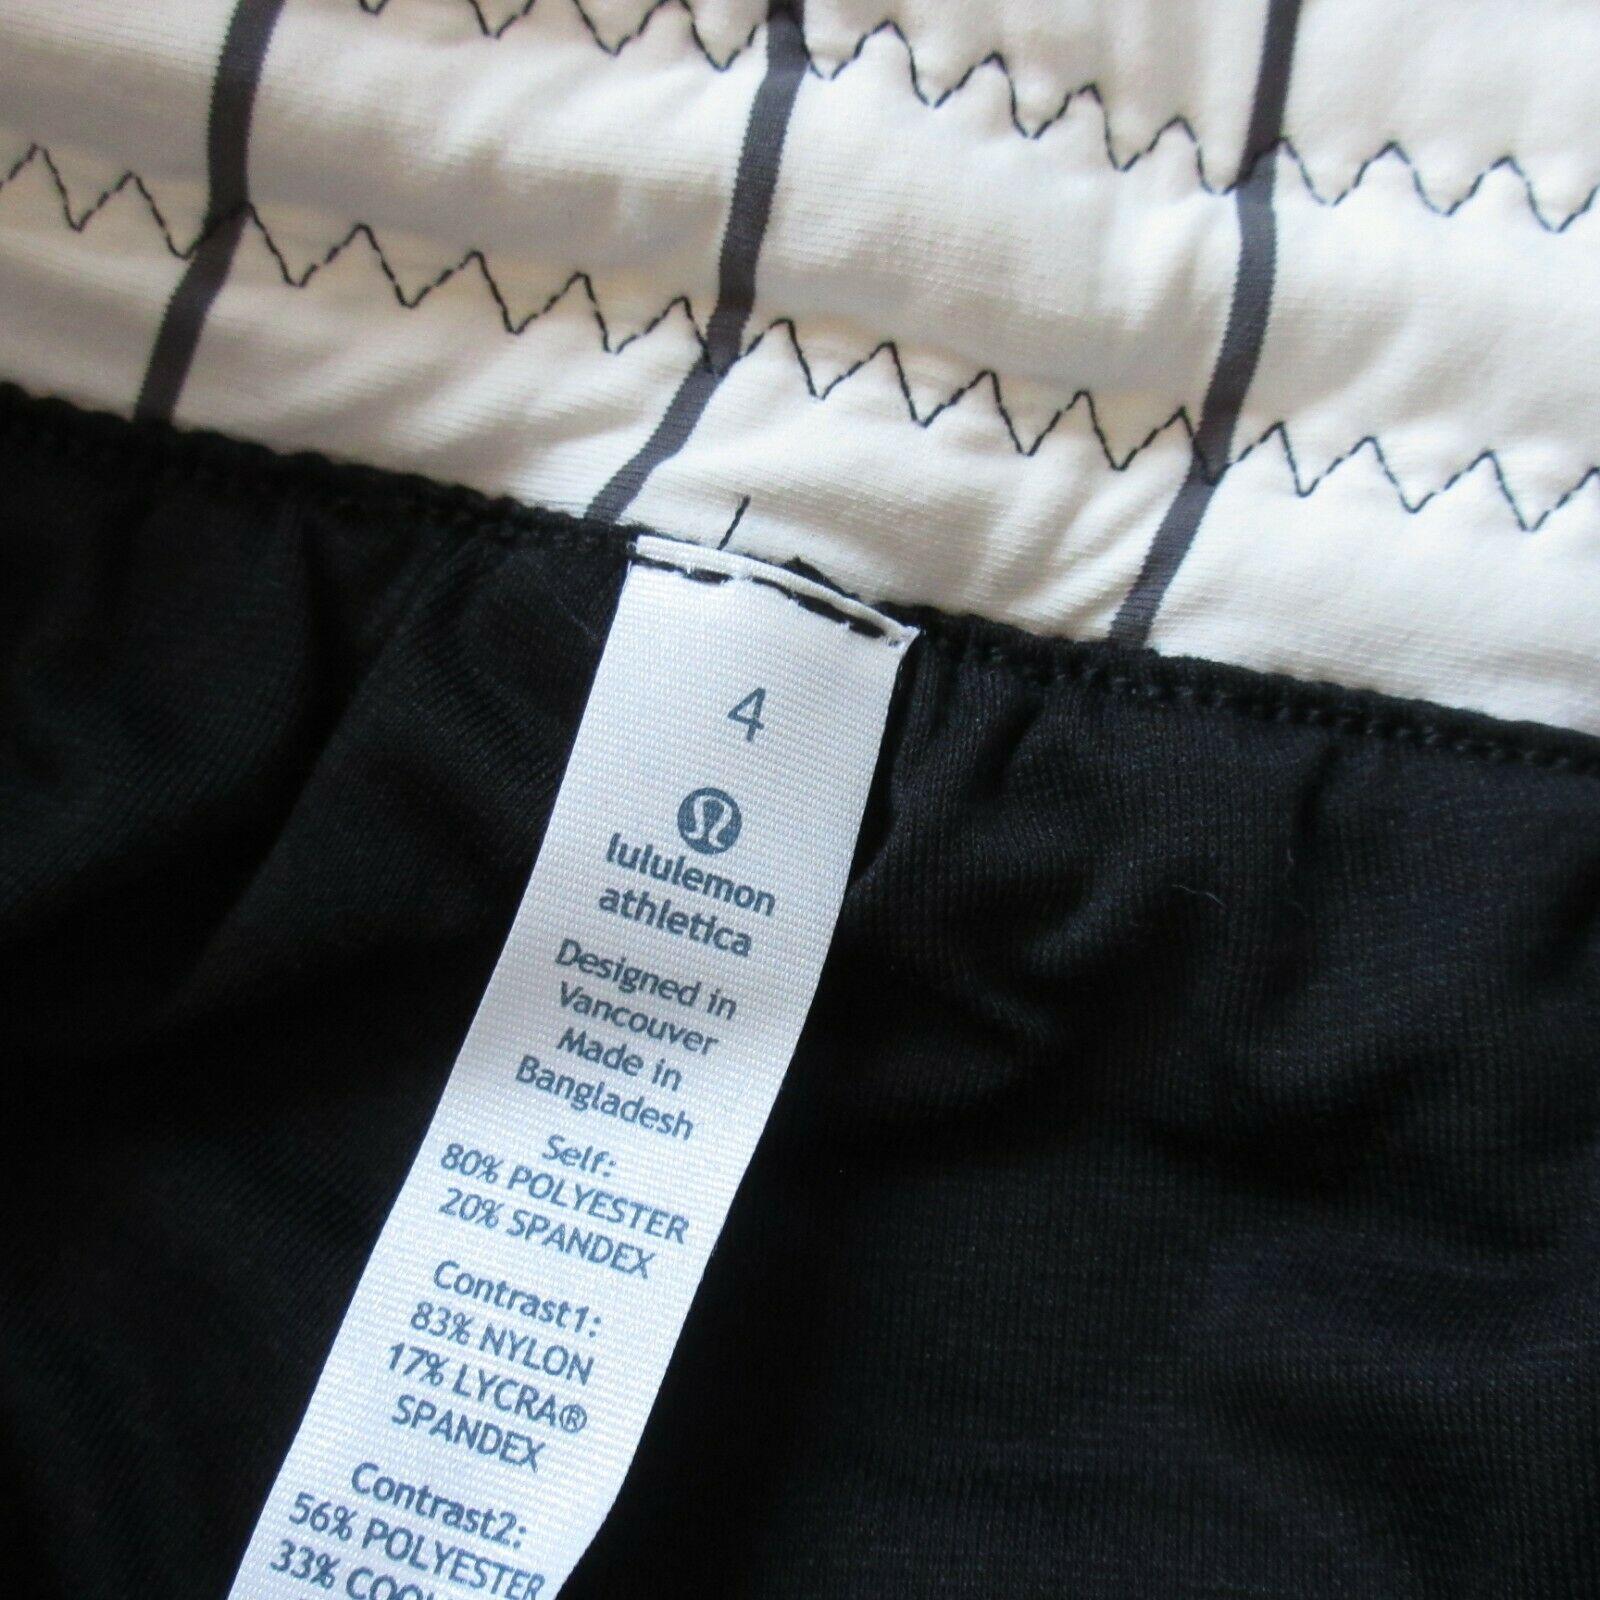 4
lululemon
athletica
Designed in
Vancouver
Made in
Bangladesh
Self:
80% POLYESTER
20% SPANDEX
Contrast1:
83% NYLON
17% LYCRA®
SPANDEX
Contrast2:
56% POLYESTER
33%